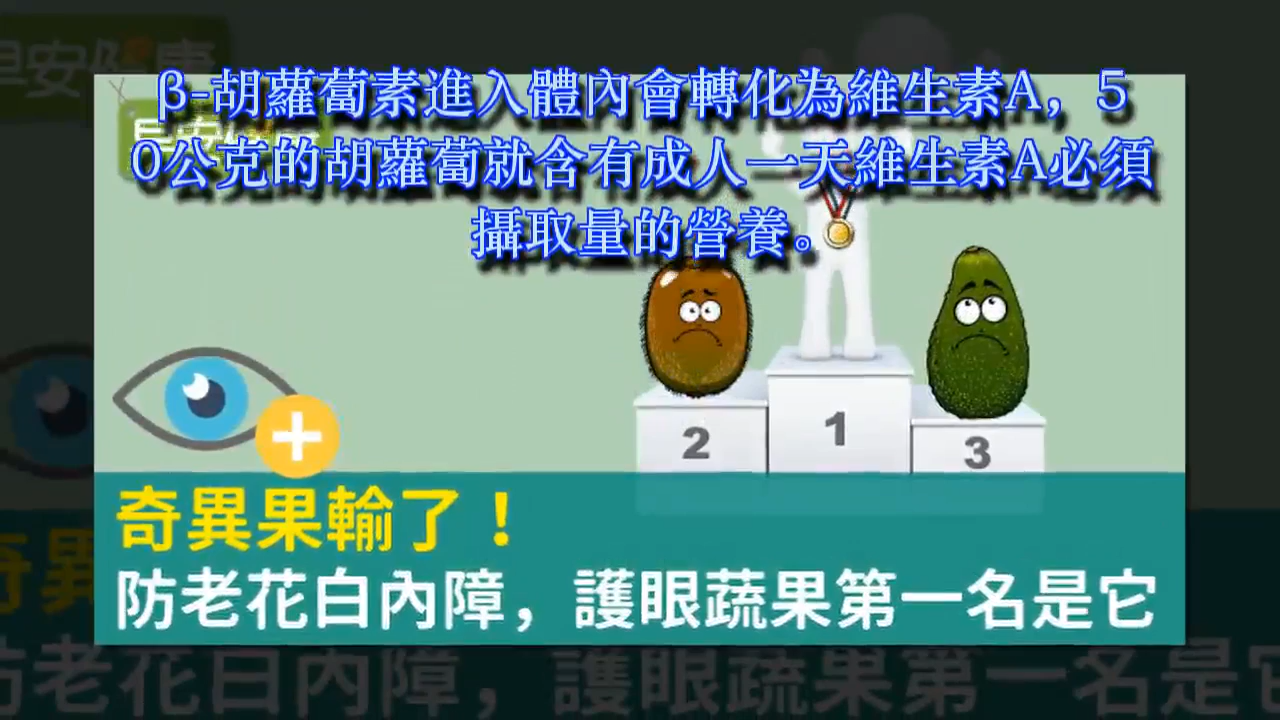 β-胡蘿蔔素進入體內會轉化為維生素A，5
0公克的胡蘿蔔就含有成人一天維生素A必須
攝取量的營養。
2
1
3
奇異果輸了！
防老花白內障，護眼蔬果第一名是它